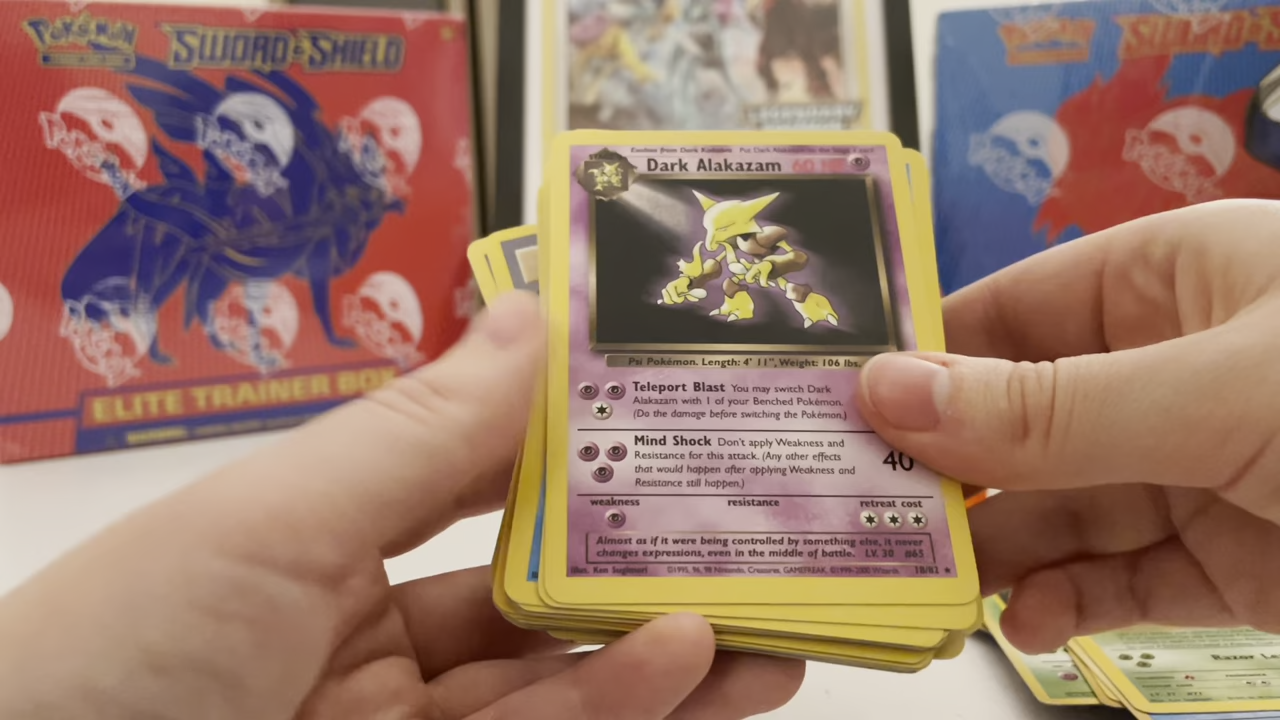 Pokémon
SWORD & SHIELD
ELITE TRAINER BOX
LEGENDARY
Evolves from Dark Kadabra Put Dark Alakazam on the Stage 1 card
Dark Alakazam 60 HP
Psi Pokémon. Length: 4' 11", Weight: 106 lbs.
Teleport Blast You may switch Dark
Alakazam with 1 of your Benched Pokémon.
(Do the damage before switching the Pokémon.)
Mind Shock Don't apply Weakness and
Resistance for this attack. (Any other effects
that would happen after applying Weakness and
Resistance still happen.)
40
weakness resistance retreat cost
Almost as if it were being controlled by something else, it never
changes expressions, even in the middle of battle. LV. 30 #65
Illus. Ken Sugimori ©1995, 96, 98 Nintendo, Creatures, GAMEFREAK. ©1999-2000 Wizards. 18/82
Razor Le